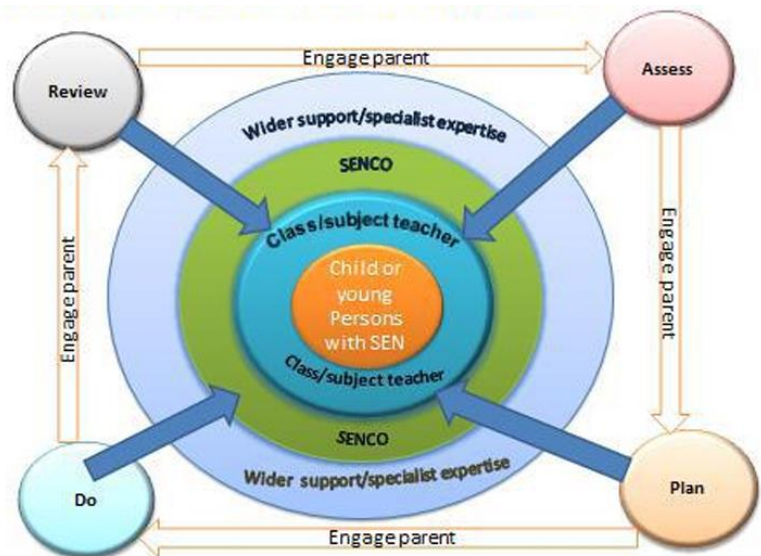 Engage parent
Review
Assess
Wider support/specialist expertise
SENCO
Class/subject teacher
Child or
young
Persons
with SEN
Engage parent
Engage parent
Class/subject teacher
SENCO
Wider support/specialist expertise
Do
Plan
Engage parent